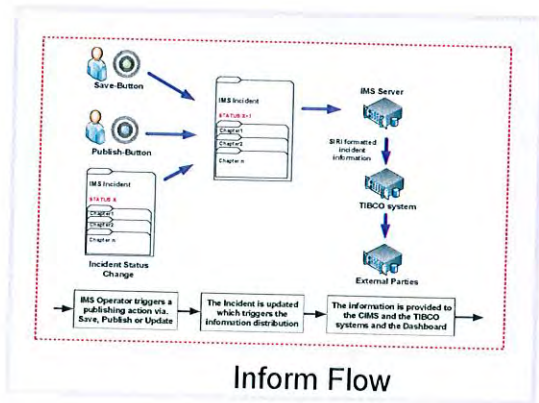 Save-Button
Publish-Button
IMS Incident
STATUS X
Chapter1
Chapter2
Chapter n
Incident Status
Change
IMS Incident
STATUS X+1
Chapter1
Chapter2
Chapter n
IMS Server
SIRI formatted
incident
information
TIBCO system
External Parties
IMS Operator triggers a
publishing action via.
Save, Publish or Update
The Incident is updated
which triggers the
information distribution
The information is provided to
the CIMS and the TIBCO
systems and the Dashboard
Inform Flow